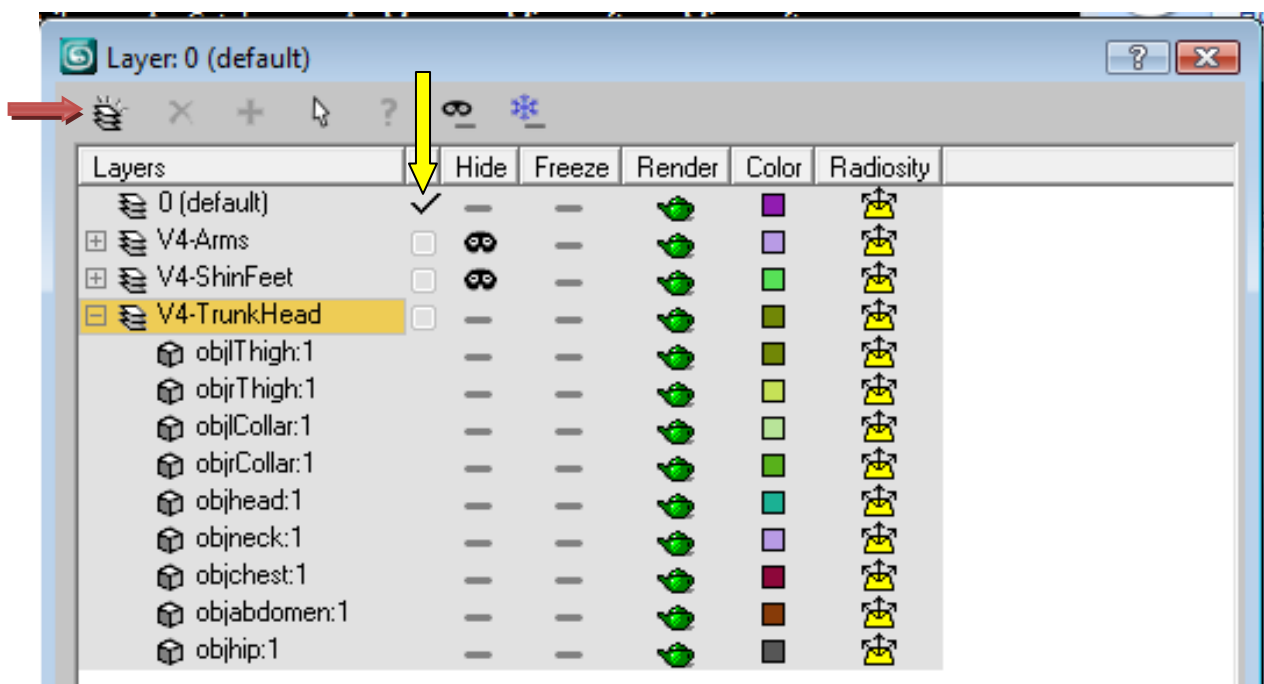 Layer: 0 (default)
Layers Hide Freeze Render Color Radiosity
0 (default)
V4-Arms
V4-ShinFeet
V4-TrunkHead
objlThigh:1
objrThigh:1
objlCollar:1
objrCollar:1
objhead:1
objneck:1
objchest:1
objabdomen:1
objhip:1